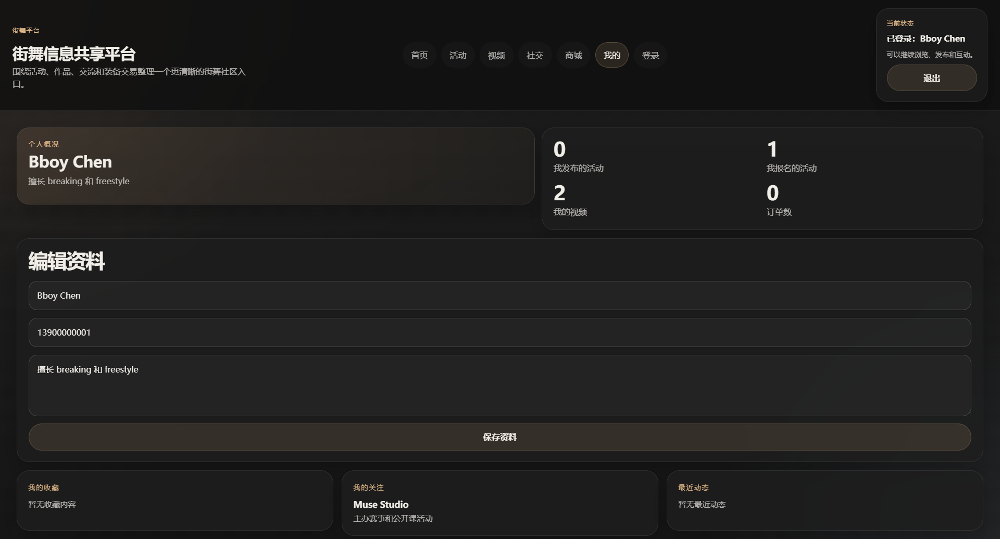 街舞平台
街舞信息共享平台
围绕活动、作品、交流和装备交易整理一个更清晰的街舞社区入
口。
首页 活动 视频 社交 商城 我的 登录
当前状态
已登录：Bboy Chen
可以继续浏览、发布和互动。
退出
个人概况
Bboy Chen
擅长 breaking 和 freestyle
0
我发布的活动
1
我报名的活动
2
我的视频
0
订单数
编辑资料
Bboy Chen
13900000001
擅长 breaking 和 freestyle
保存资料
我的收藏
暂无收藏内容
我的关注
Muse Studio
主办赛事和公开课活动
最近动态
暂无最近动态